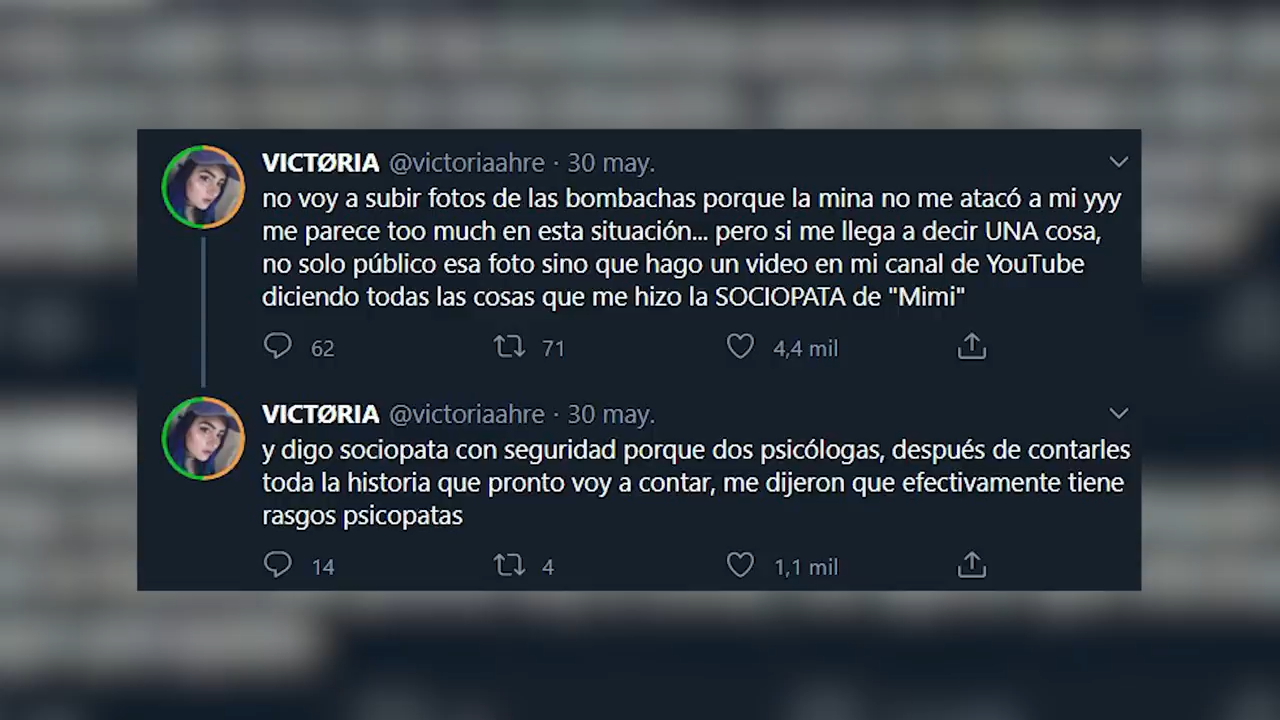 VICTØRIA @victoriaahre · 30 may.
no voy a subir fotos de las bombachas porque la mina no me atacó a mi yyy
me parece too much en esta situación... pero si me llega a decir UNA cosa,
no solo público esa foto sino que hago un video en mi canal de YouTube
diciendo todas las cosas que me hizo la SOCIOPATA de "Mimi"
62 71 4,4 mil
VICTØRIA @victoriaahre · 30 may.
y digo sociopata con seguridad porque dos psicólogas, después de contarles
toda la historia que pronto voy a contar, me dijeron que efectivamente tiene
rasgos psicopatas
14 4 1,1 mil